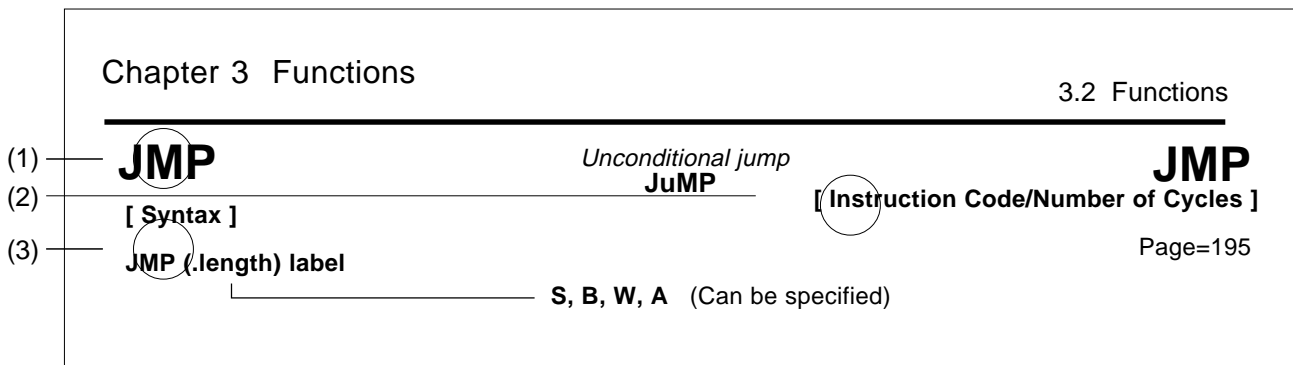 Chapter 3 Functions
3.2 Functions
(1) JMP Unconditional jump JMP
JuMP
(2) [ Instruction Code/Number of Cycles ]
[ Syntax ]
(3) JMP (.length) label Page=195
S, B, W, A (Can be specified)